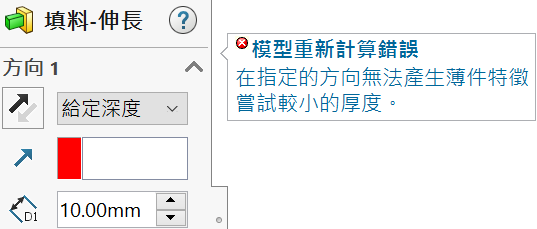 填料-伸長
?
方向 1
給定深度
D1
10.00mm
模型重新計算錯誤
在指定的方向無法產生薄件特徵
嘗試較小的厚度。